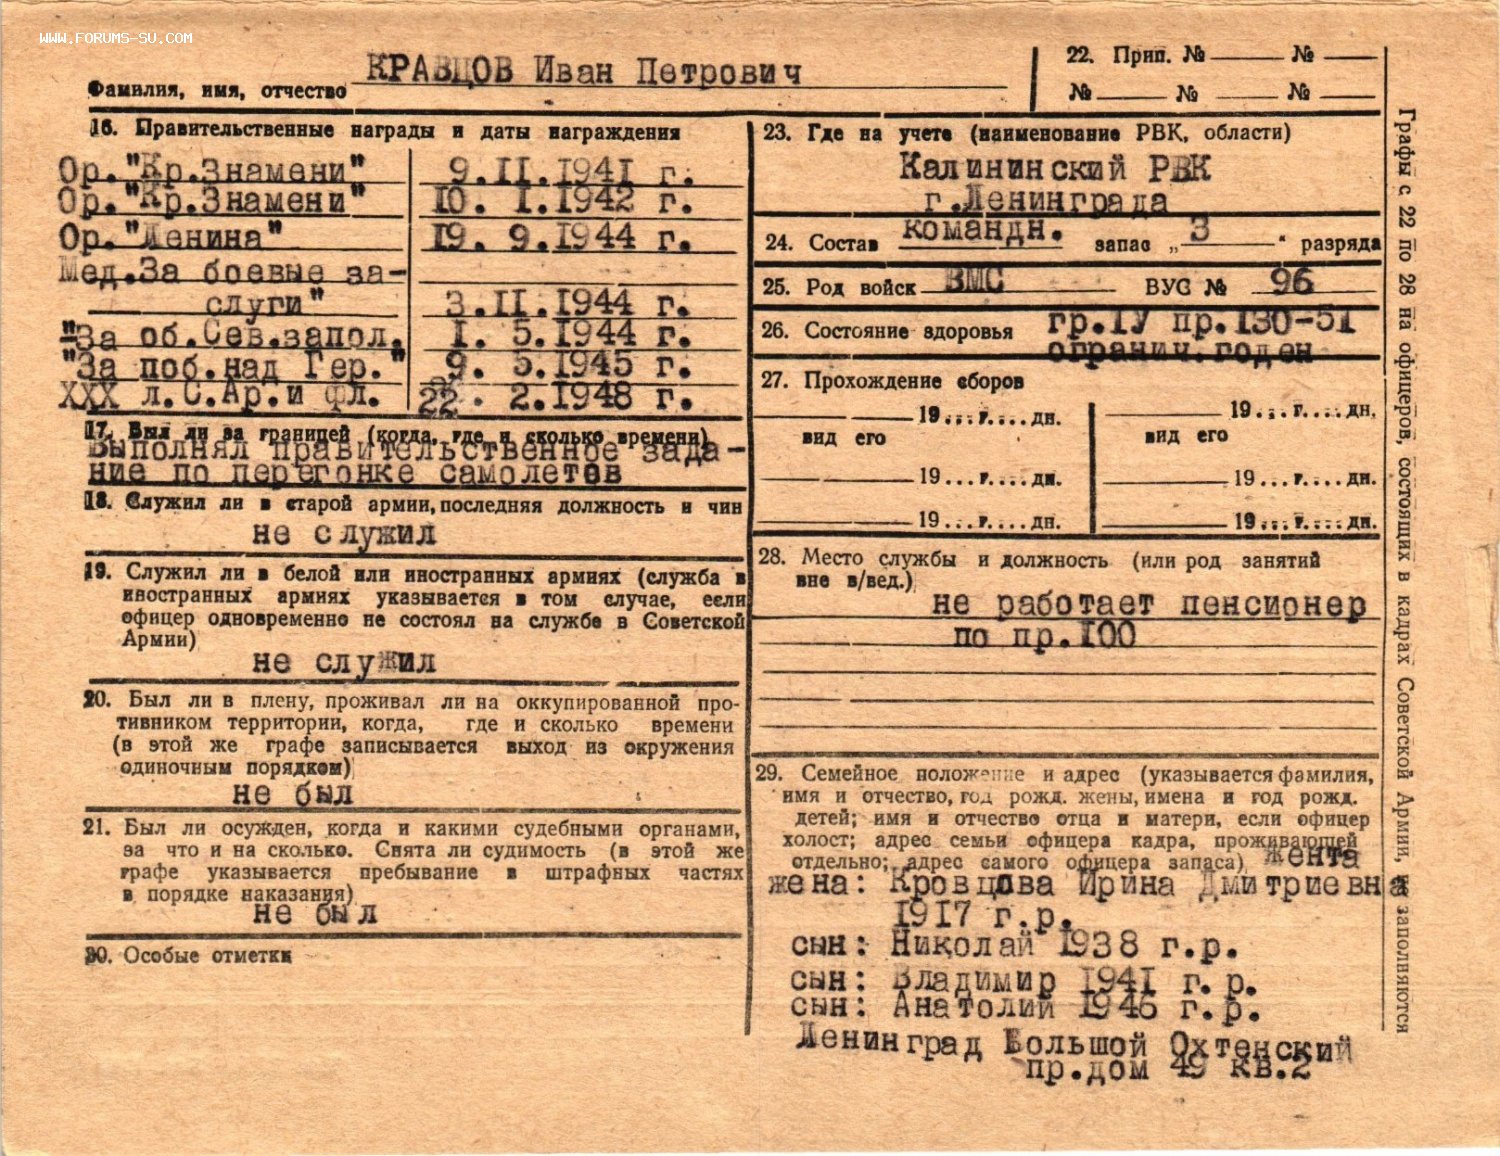 WWW.FORUMS-SU.COM
Фамилия, имя, отчество КРАВЦОВ Иван Петрович
16. Правительственные награды и даты награждения
Ор."Кр.Знамени" 9.II.1941 г.
Ор."Кр.Знамени" 10. I.1942 г.
Ор."Ленина" 19. 9.1944 г.
Мед.За боевые за-
слуги" 3.II.1944 г.
"За об.Сев.запол. I. 5.1944 г.
"За поб.над Гер." 9. 5.1945 г.
XXX л.С.Ар.и фл. 22. 2.1948 г.
17. Был ли за границей (когда, где и сколько времени)
Выполнял правительственное зада-
ние по перегонке самолетов
18. Служил ли в старой армии, последняя должность и чин
не служил
19. Служил ли в белой или иностранных армиях (служба в
иностранных армиях указывается в том случае, если
офицер одновременно не состоял на службе в Советской
Армии)
не служил
20. Был ли в плену, проживал ли на оккупированной про-
тивником территории, когда, где и сколько времени
(в этой же графе записывается выход из окружения
одиночным порядком)
не был
21. Был ли осужден, когда и какими судебными органами,
за что и на сколько. Снята ли судимость (в этой же
графе указывается пребывание в штрафных частях
в порядке наказания)
не был
30. Особые отметки
22. Прип. № № 
№ № №
23. Где на учете (наименование РВК, области)
Калининский РВК
г.Ленинграда
24. Состав командн. запас „ 3 " разряда
25. Род войск ВМС ВУС № 96
26. Состояние здоровья гр.IУ пр.130-51
огранич.годен
27. Прохождение сборов
19...г....дн. 19...г....дн.
вид его вид его
19...г....дн. 19...г....дн.
19...г....дн. 19...г....дн.
28. Место службы и должность (или род занятий
вне в/вед.)
не работает пенсионер
по пр.100
29. Семейное положение и адрес (указывается фамилия,
имя и отчество, год рожд. жены, имена и год рожд.
детей; имя и отчество отца и матери, если офицер
холост; адрес семьи офицера кадра, проживающей
отдельно; адрес самого офицера запаса) жента
жена: Кровцова Ирина Дмитриевна
1917 г.р.
сын: Николай 1938 г.р.
сын: Владимир 1941 г.р.
сын: Анатолий 1946 г.р.
Ленинград Большой Охтенский
пр.дом 49 кв.2
Графы с 22 по 28 на офицеров, состоящих в кадрах Советской Армии, не заполняются